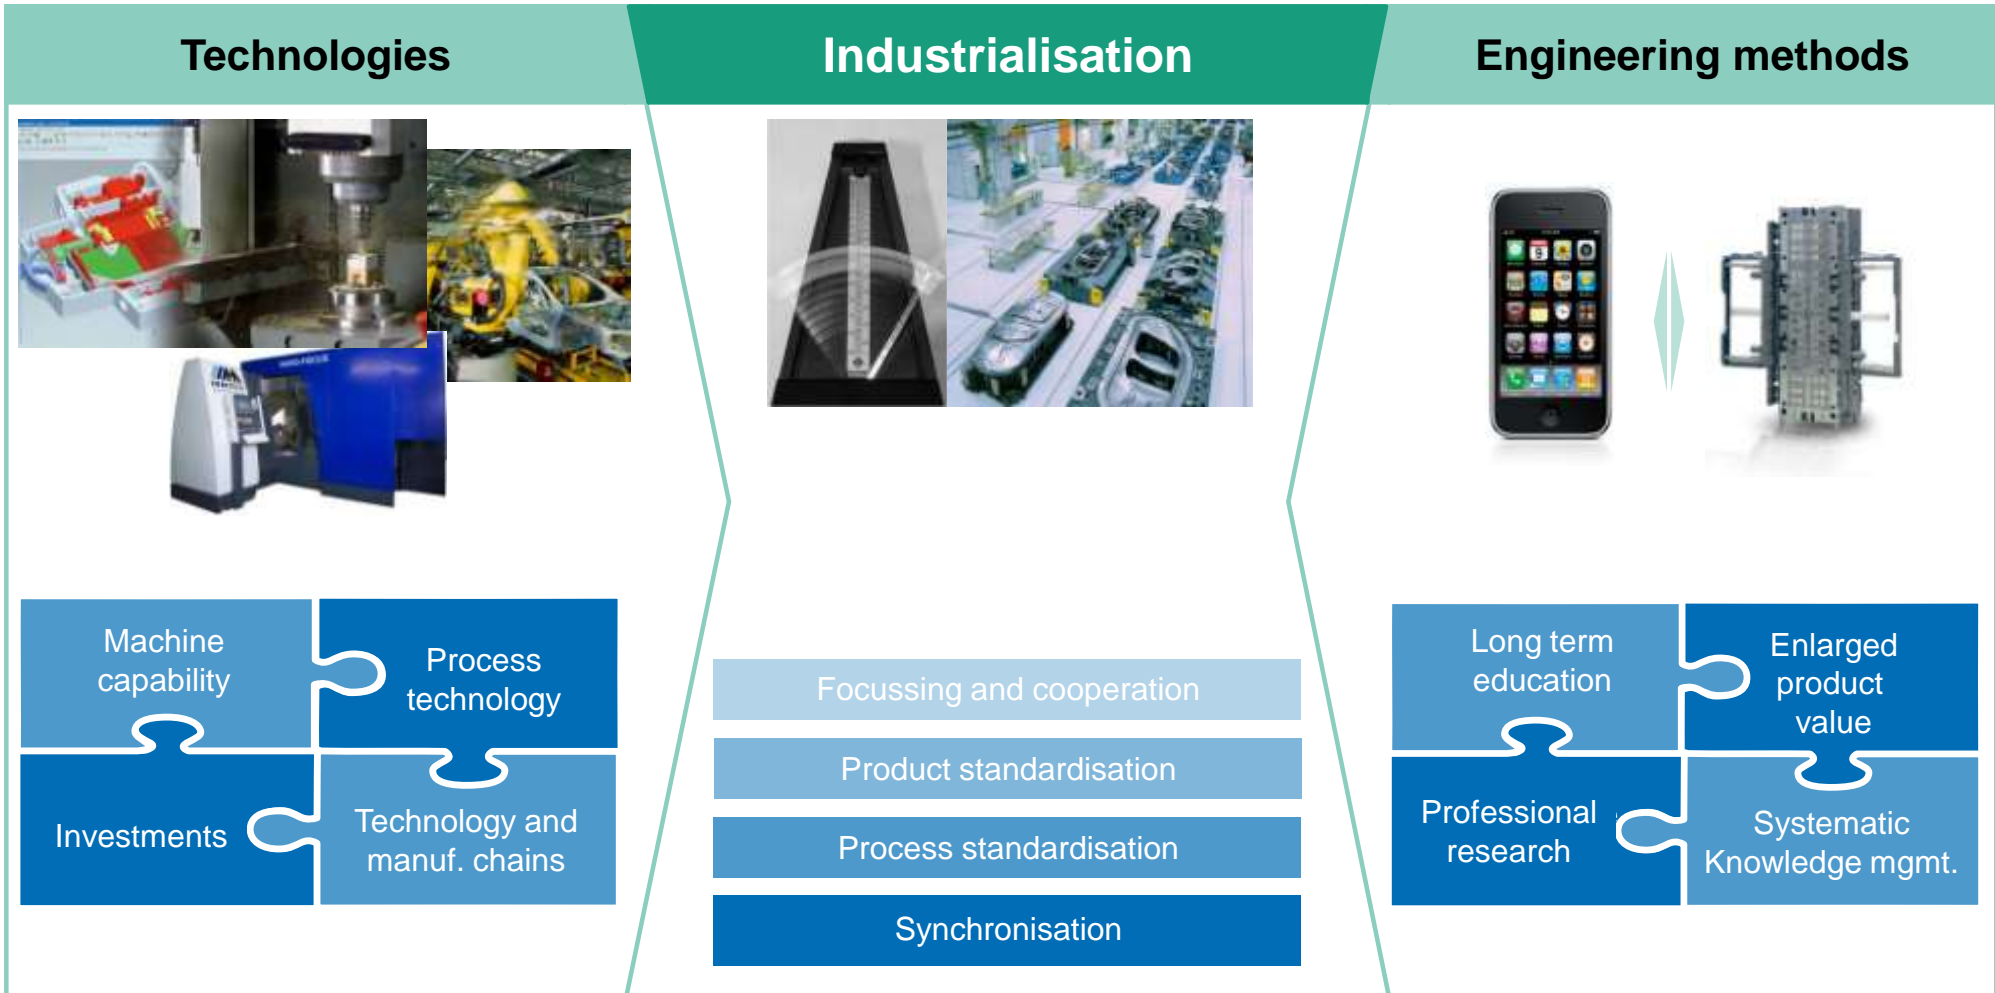 Technologies
Industrialisation
Engineering methods
Machine
capability
Process
technology
Investments
Technology and
manuf. chains
Focussing and cooperation
Product standardisation
Process standardisation
Synchronisation
Long term
education
Enlarged
product
value
Professional
research
Systematic
Knowledge mgmt.